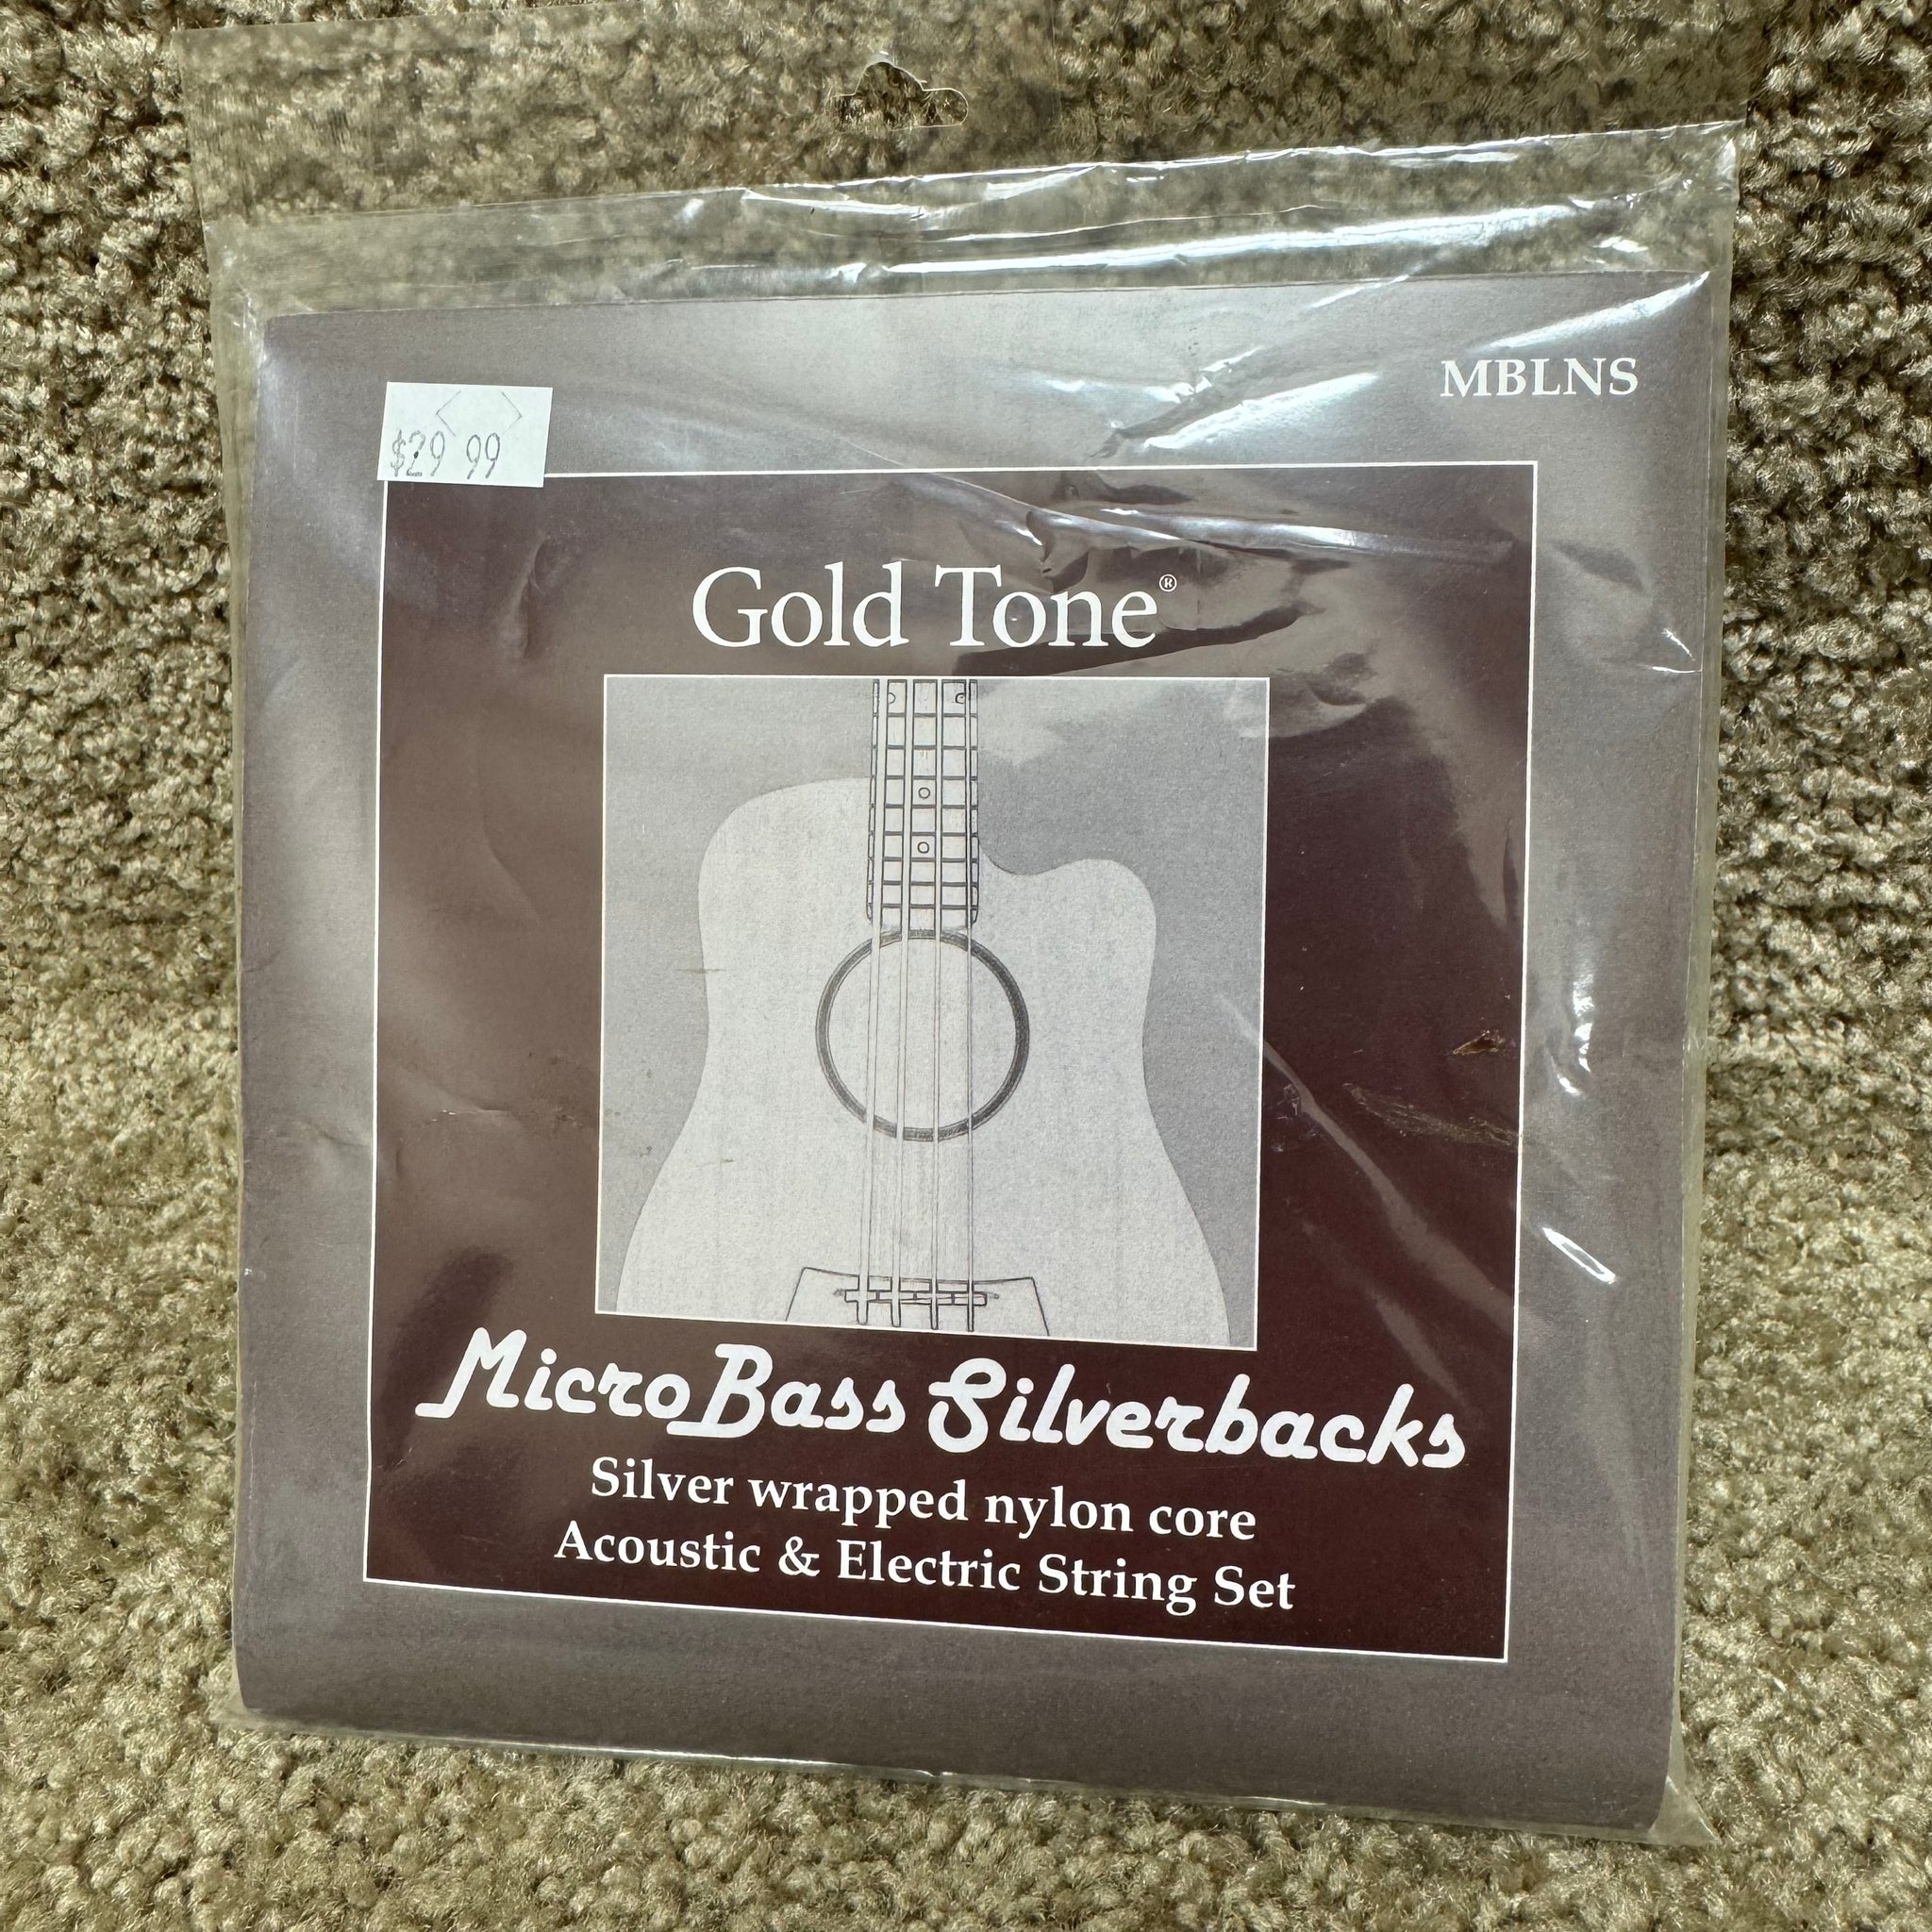 MBLNS
$29 99
Gold Tone®
MicroBass Silverbacks
Silver wrapped nylon core
Acoustic & Electric String Set